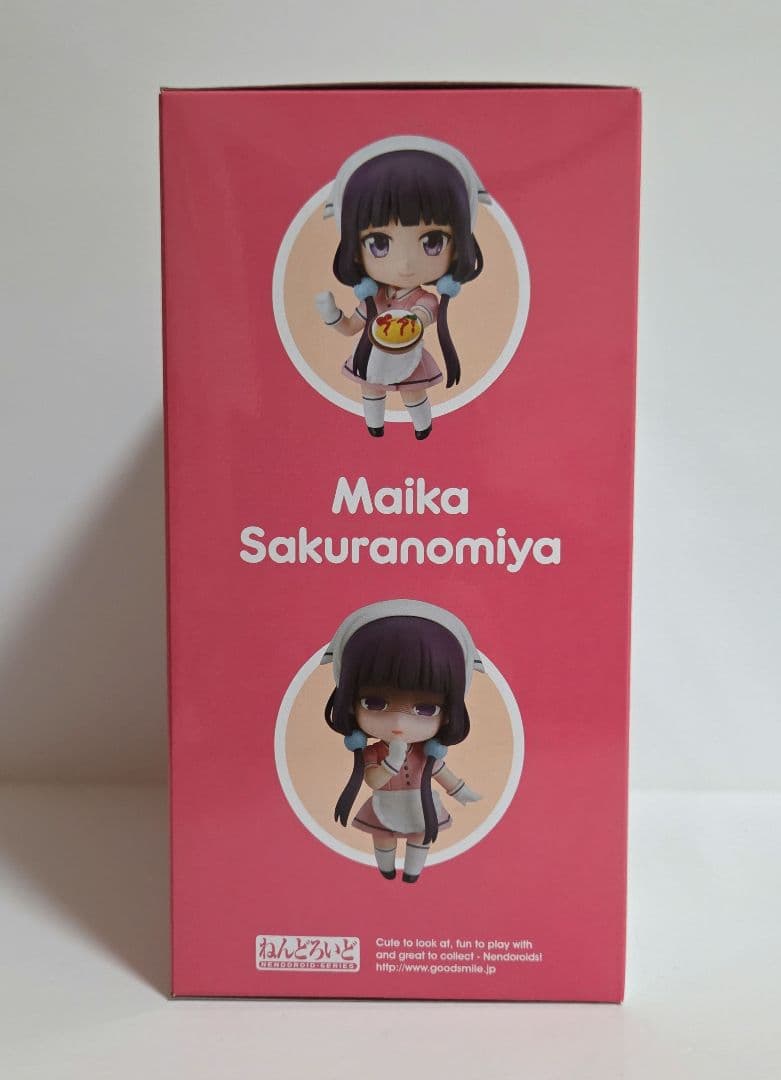 Maika
Sakuranomiya
ねんどろいど
NENDOROID-SERIES
Cute to look at, fun to play with
and great to collect - Nendoroids!
http://www.goodsmile.jp